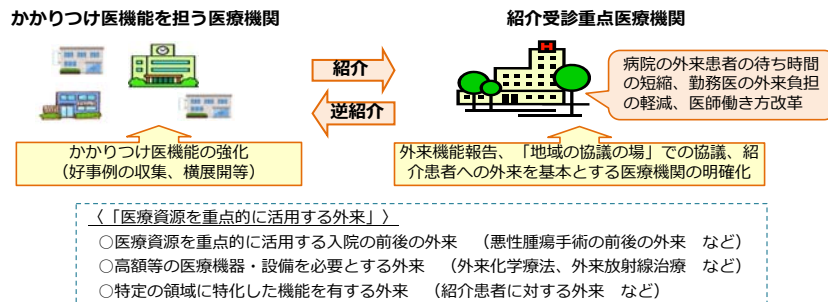 かかりつけ医機能を担う医療機関
紹介受診重点医療機関
紹介
逆紹介
病院の外来患者の待ち時間
の短縮、勤務医の外来負担
の軽減、医師働き方改革
かかりつけ医機能の強化
（好事例の収集、横展開等）
外来機能報告、「地域の協議の場」での協議、紹
介患者への外来を基本とする医療機関の明確化
〈「医療資源を重点的に活用する外来」〉
○医療資源を重点的に活用する入院の前後の外来　（悪性腫瘍手術の前後の外来　など）
○高額等の医療機器・設備を必要とする外来　（外来化学療法、外来放射線治療　など）
○特定の領域に特化した機能を有する外来　（紹介患者に対する外来　など）
H